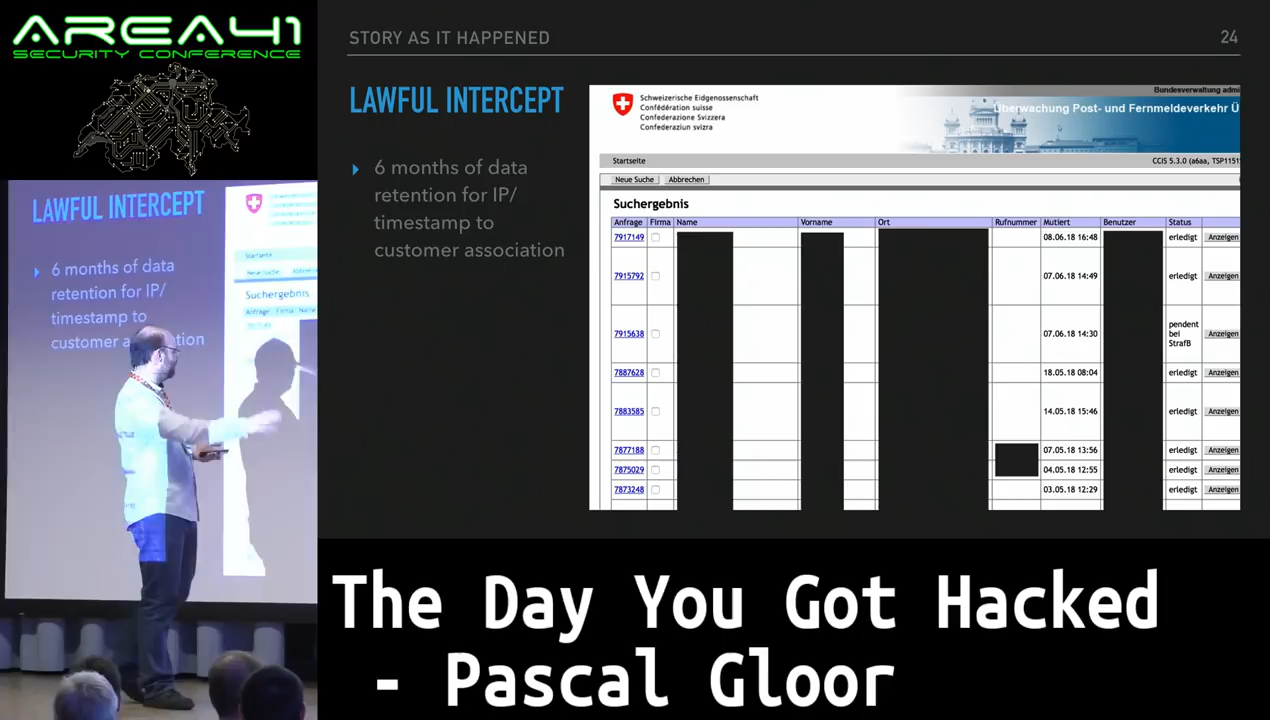 AREA41
SECURITY CONFERENCE
LAWFUL INTERCEPT
6 months of data
retention for IP/
timestamp to
customer association
Startseite
Neue Suche
Suchergebnis
Anfrage Firma
STORY AS IT HAPPENED 24
LAWFUL INTERCEPT
6 months of data
retention for IP/
timestamp to
customer association
Schweizerische Eidgenossenschaft
Confédération suisse
Confederazione Svizzera
Confederaziun svizra
Bundesverwaltung admi
Überwachung Post- und Fernmeldeverkehr Ü
Startseite CCIS 5.3.0 (a6aa, TSP1151
Neue Suche Abbrechen
Suchergebnis
Anfrage Firma Name Vorname Ort Rufnummer Mutiert Benutzer Status
7917149 08.06.18 16:48 erledigt Anzeigen
7915792 07.06.18 14:49 erledigt Anzeigen
7915638 07.06.18 14:30 pendent
bei
StrafB Anzeigen
7887628 18.05.18 08:04 erledigt Anzeigen
7883585 14.05.18 15:46 erledigt Anzeigen
7877188 07.05.18 13:56 erledigt Anzeigen
7875029 04.05.18 12:55 erledigt Anzeigen
7873248 03.05.18 12:29 erledigt Anzeigen
The Day You Got Hacked
- Pascal Gloor